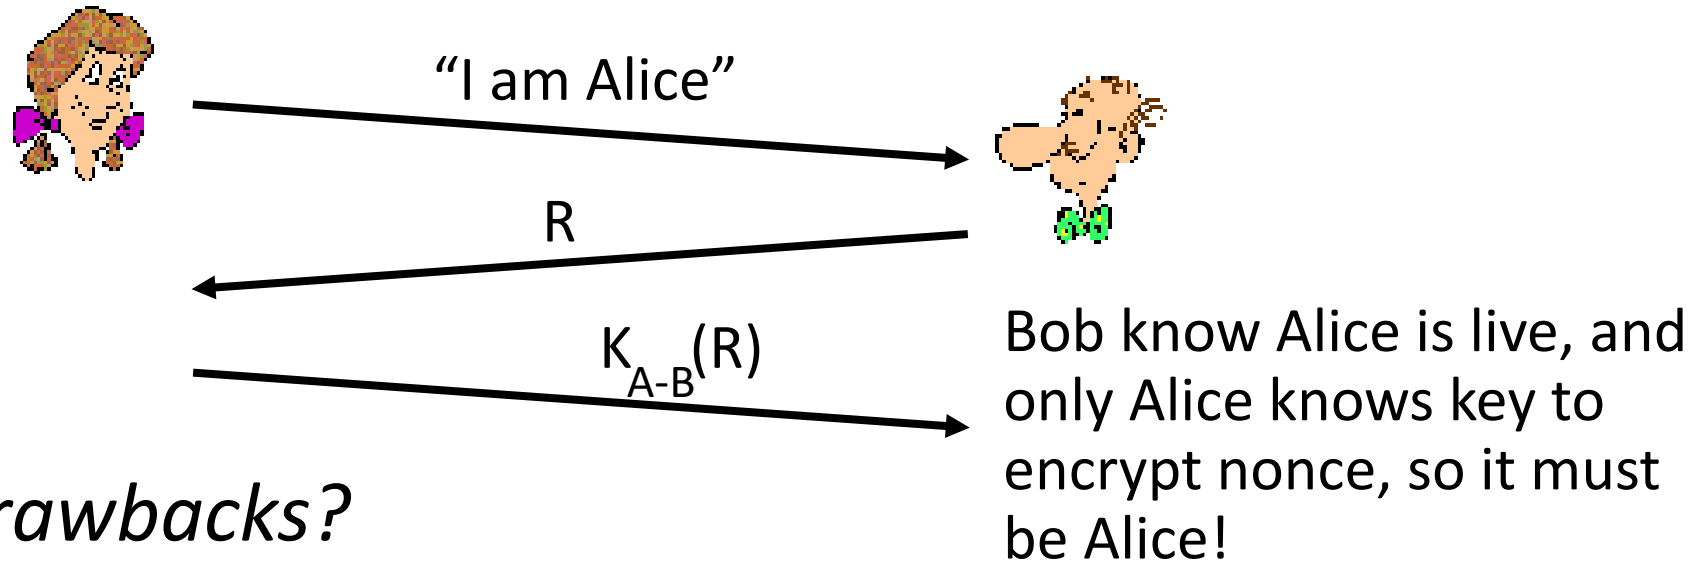 “I am Alice”
R
K A-B (R)
Bob know Alice is live, and
only Alice knows key to
encrypt nonce, so it must
be Alice!
rawbacks?